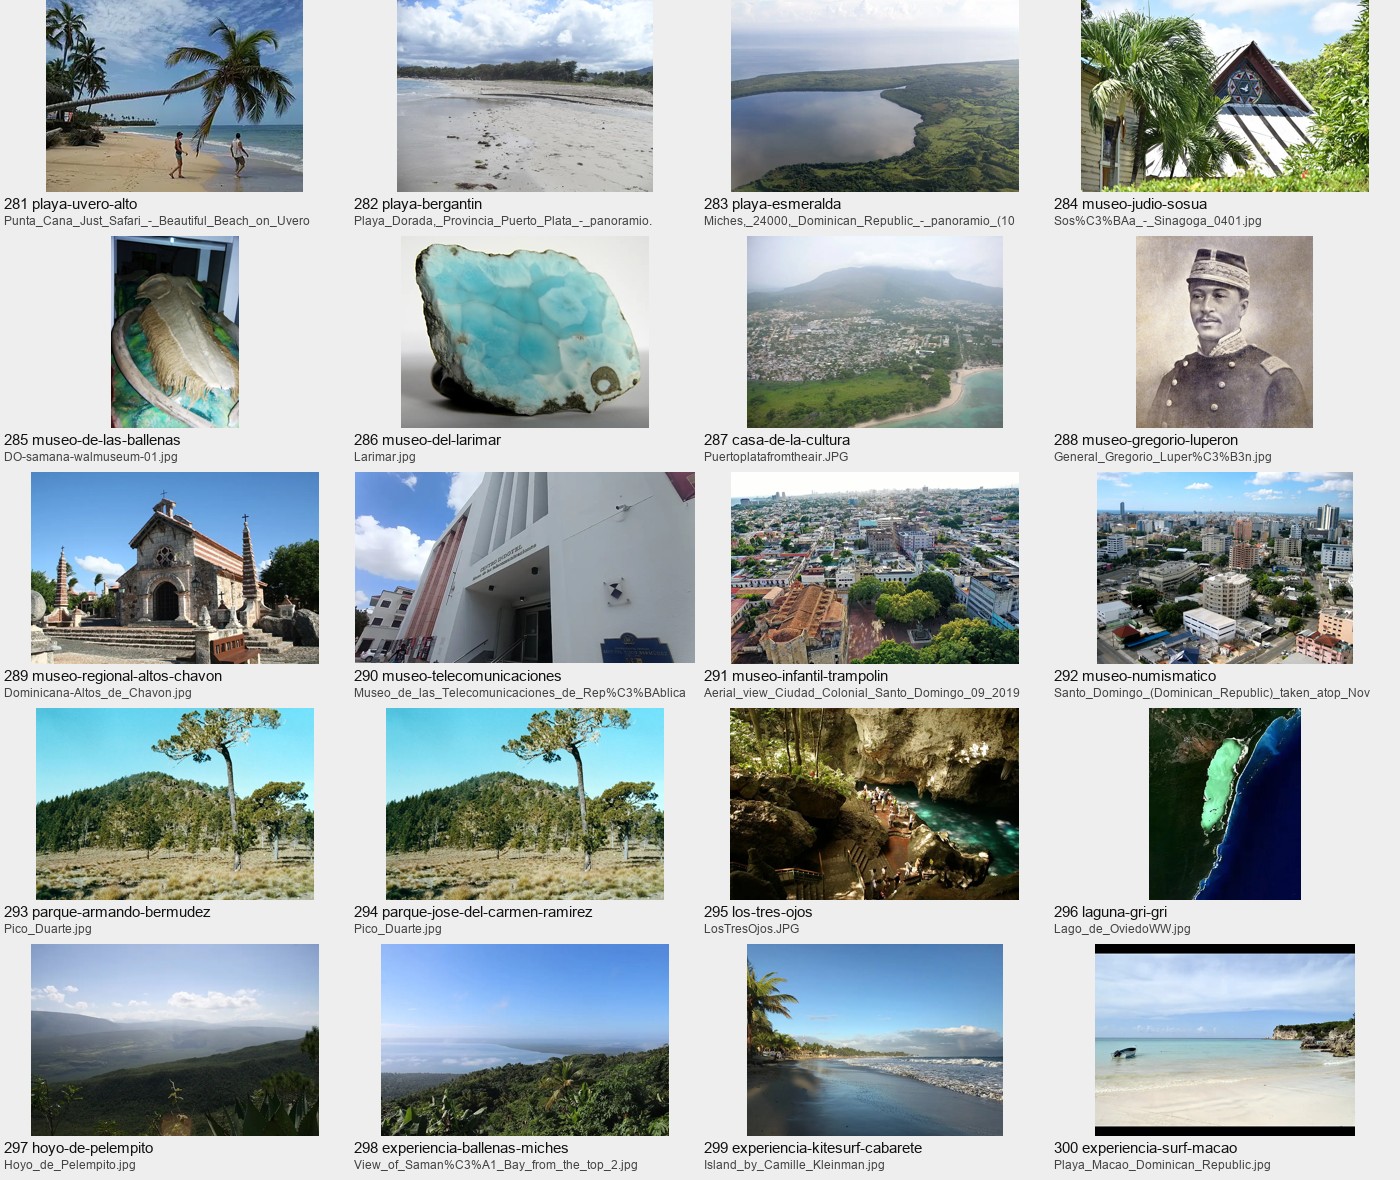 281 playa-uvero-alto
Punta_Cana_Just_Safari_-_Beautiful_Beach_on_Uvero
282 playa-bergantin
Playa_Dorada,_Provincia_Puerto_Plata_-_panoramio.
283 playa-esmeralda
Miches,_24000,_Dominican_Republic_-_panoramio_(10
284 museo-judio-sosua
Sos%C3%BAa_-_Sinagoga_0401.jpg
285 museo-de-las-ballenas
DO-samana-walmuseum-01.jpg
286 museo-del-larimar
Larimar.jpg
287 casa-de-la-cultura
Puertoplatafromtheair.JPG
288 museo-gregorio-luperon
General_Gregorio_Luper%C3%B3n.jpg
289 museo-regional-altos-chavon
Dominicana-Altos_de_Chavon.jpg
290 museo-telecomunicaciones
Museo_de_las_Telecomunicaciones_de_Rep%C3%BAblica
291 museo-infantil-trampolin
Aerial_view_Ciudad_Colonial_Santo_Domingo_09_2019
292 museo-numismatico
Santo_Domingo_(Dominican_Republic)_taken_atop_Nov
293 parque-armando-bermudez
Pico_Duarte.jpg
294 parque-jose-del-carmen-ramirez
Pico_Duarte.jpg
295 los-tres-ojos
LosTresOjos.JPG
296 laguna-gri-gri
Lago_de_OviedoWW.jpg
297 hoyo-de-pelempito
Hoyo_de_Pelempito.jpg
298 experiencia-ballenas-miches
View_of_Saman%C3%A1_Bay_from_the_top_2.jpg
299 experiencia-kitesurf-cabarete
Island_by_Camille_Kleinman.jpg
300 experiencia-surf-macao
Playa_Macao_Dominican_Republic.jpg